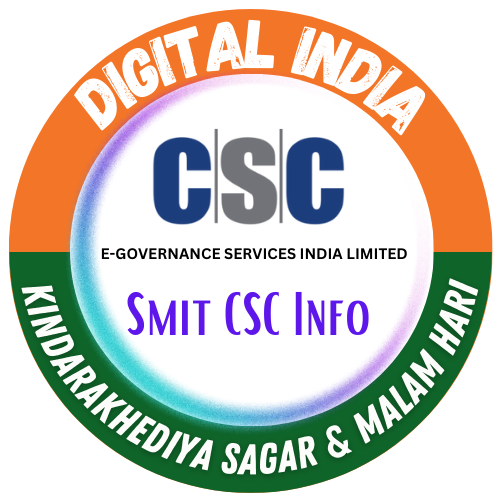 DIGITAL INDIA
CSC
E-GOVERNANCE SERVICES INDIA LIMITED
Smit CSC Info
KINDARAKHEDIYA SAGAR & MALAM HARI